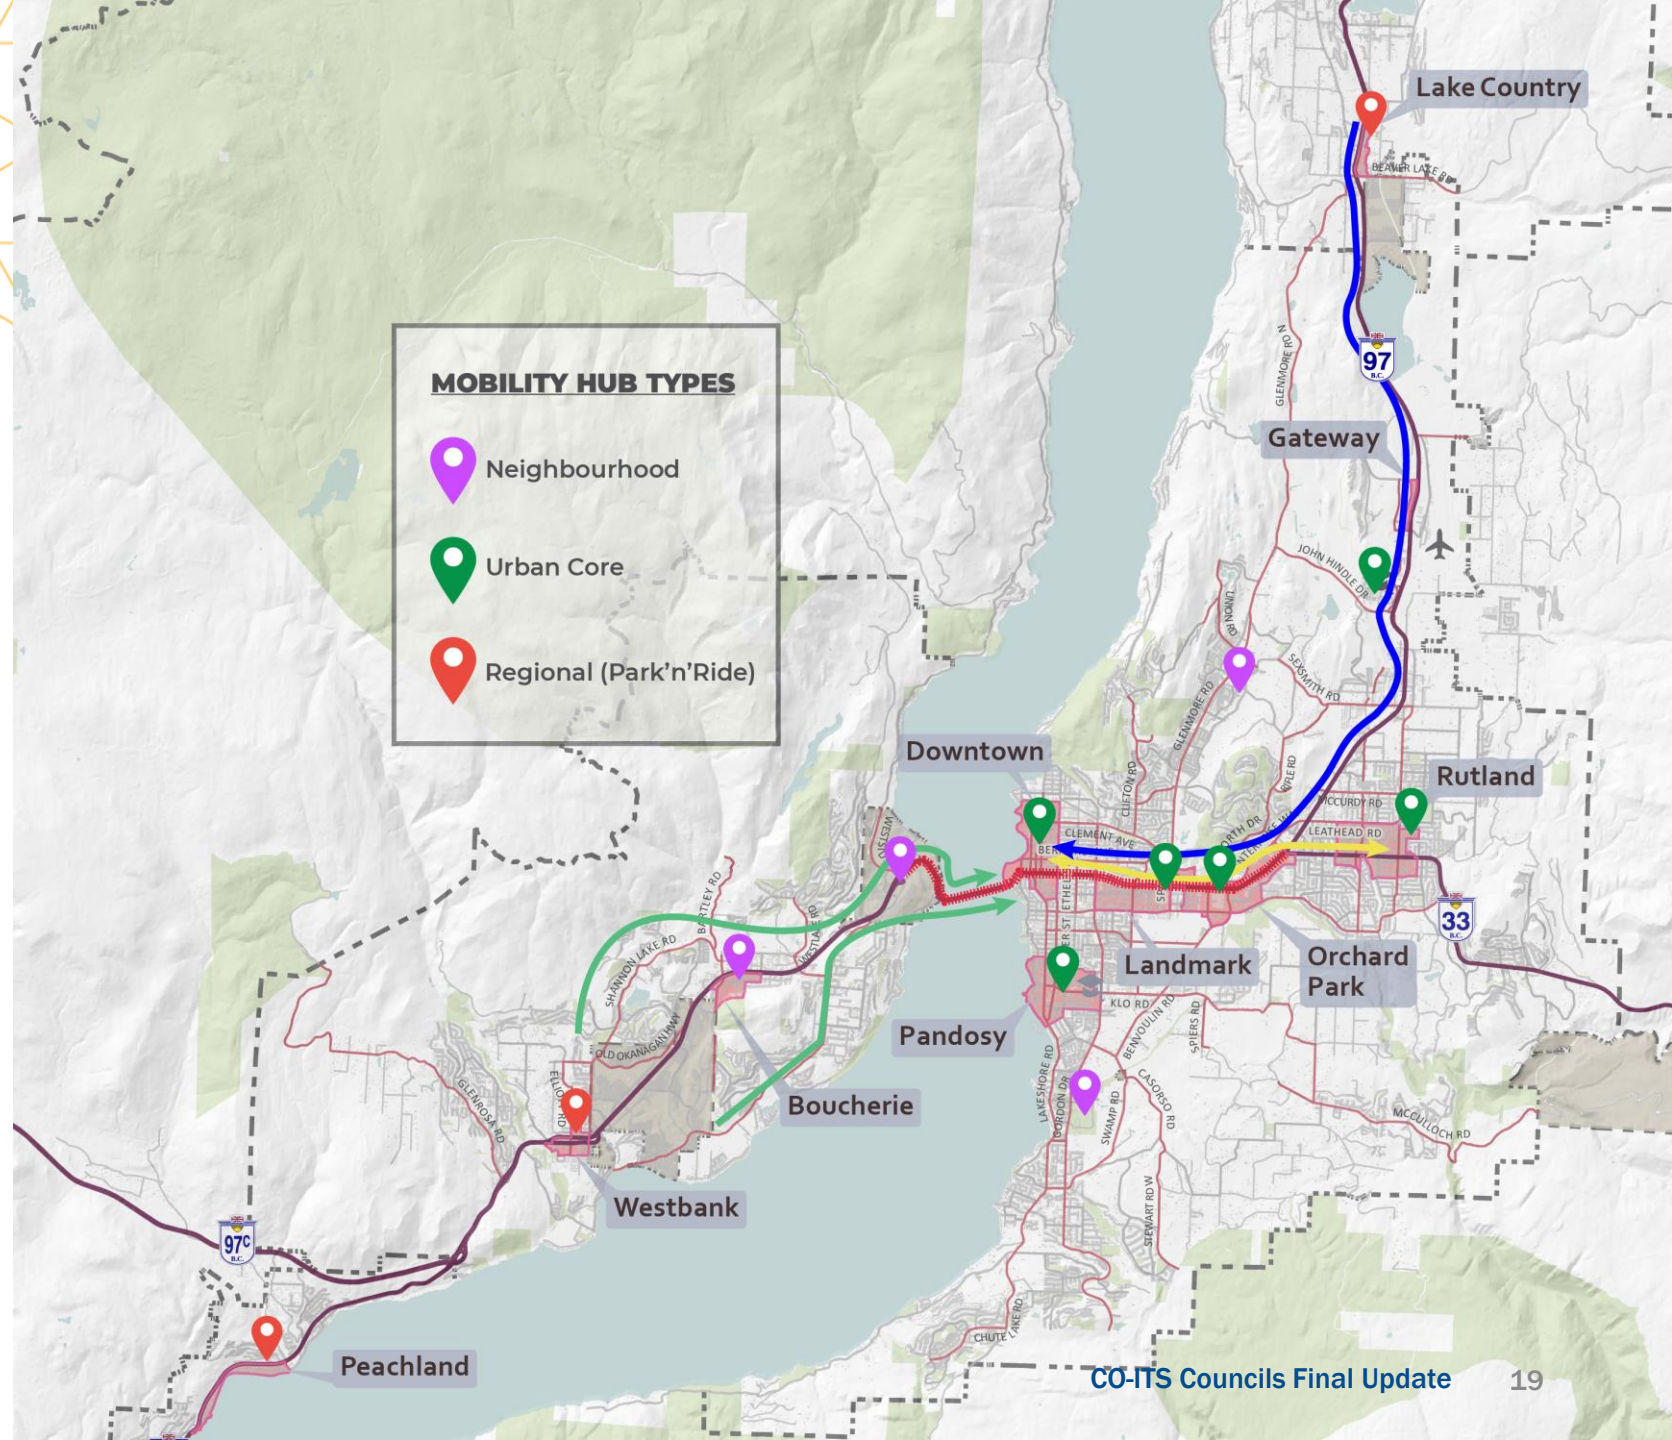 Lake Country
BEAVER LAKE RD
97
B.C.
GLENMORE RD N
MOBILITY HUB TYPES
Neighbourhood
Urban Core
Regional (Park'n'Ride)
Gateway
JOHN HINDLE DR
UNION RD
SEXSMITH RD
GLENMORE RD
Downtown
CLIFTON RD
Rutland
MCCURDY RD
LEATHEAD RD
CLEMENT AVE
33
B.C.
BARTLEY RD
SHANNON LAKE RD
Landmark
Orchard
Park
KLO RD
BENVOULIN RD
SPIERS RD
Pandosy
OLD OKANAGAN HWY
GLENROSA RD
ELLIOTT RD
Boucherie
LAKESHORE RD
GORDON DR
SWAMP RD
CASORSO RD
MCCULLOCH RD
Westbank
STEWART RD W
97C
B.C.
CHUTE LAKE RD
Peachland
CO-ITS Councils Final Update
19